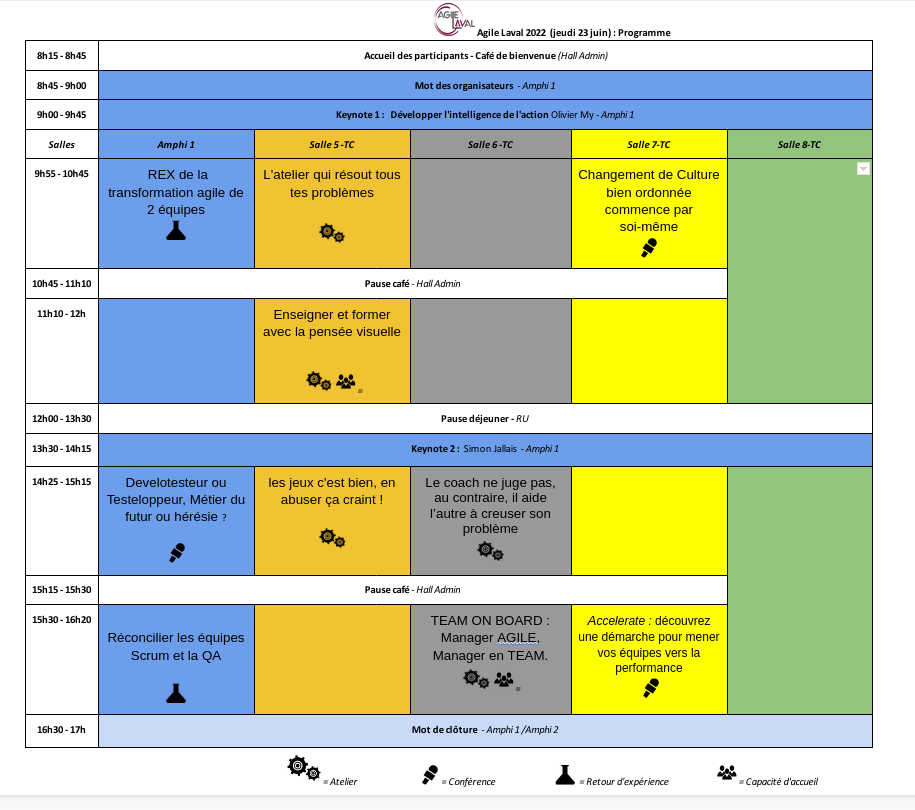 AGILE
LAVAL
Agile Laval 2022 (jeudi 23 juin) : Programme
8h15 - 8h45
Accueil des participants - Café de bienvenue (Hall Admin)
8h45 - 9h00
Mot des organisateurs - Amphi 1
9h00 - 9h45
Keynote 1 : Développer l'intelligence de l'action Olivier My - Amphi 1
Salles
Amphi 1
Salle 5 -TC
Salle 6 -TC
Salle 7-TC
Salle 8-TC
9h55 - 10h45
REX de la
transformation agile de
2 équipes
L'atelier qui résout tous
tes problèmes
Changement de Culture
bien ordonnée
commence par
soi-même
10h45 - 11h10
Pause café - Hall Admin
11h10 - 12h
Enseigner et former
avec la pensée visuelle
=
12h00 - 13h30
Pause déjeuner - RU
13h30 - 14h15
Keynote 2 : Simon Jallais - Amphi 1
14h25 - 15h15
Develotesteur ou
Testeloppeur, Métier du
futur ou hérésie ?
les jeux c'est bien, en
abuser ça craint !
Le coach ne juge pas,
au contraire, il aide
l'autre à creuser son
problème
15h15 - 15h30
Pause café - Hall Admin
15h30 - 16h20
Réconcilier les équipes
Scrum et la QA
TEAM ON BOARD :
Manager AGILE,
Manager en TEAM.
=
Accelerate : découvrez
une démarche pour mener
vos équipes vers la
performance
16h30 - 17h
Mot de clôture - Amphi 1 /Amphi 2
= Atelier
= Conférence
= Retour d'expérience
= Capacité d'accueil